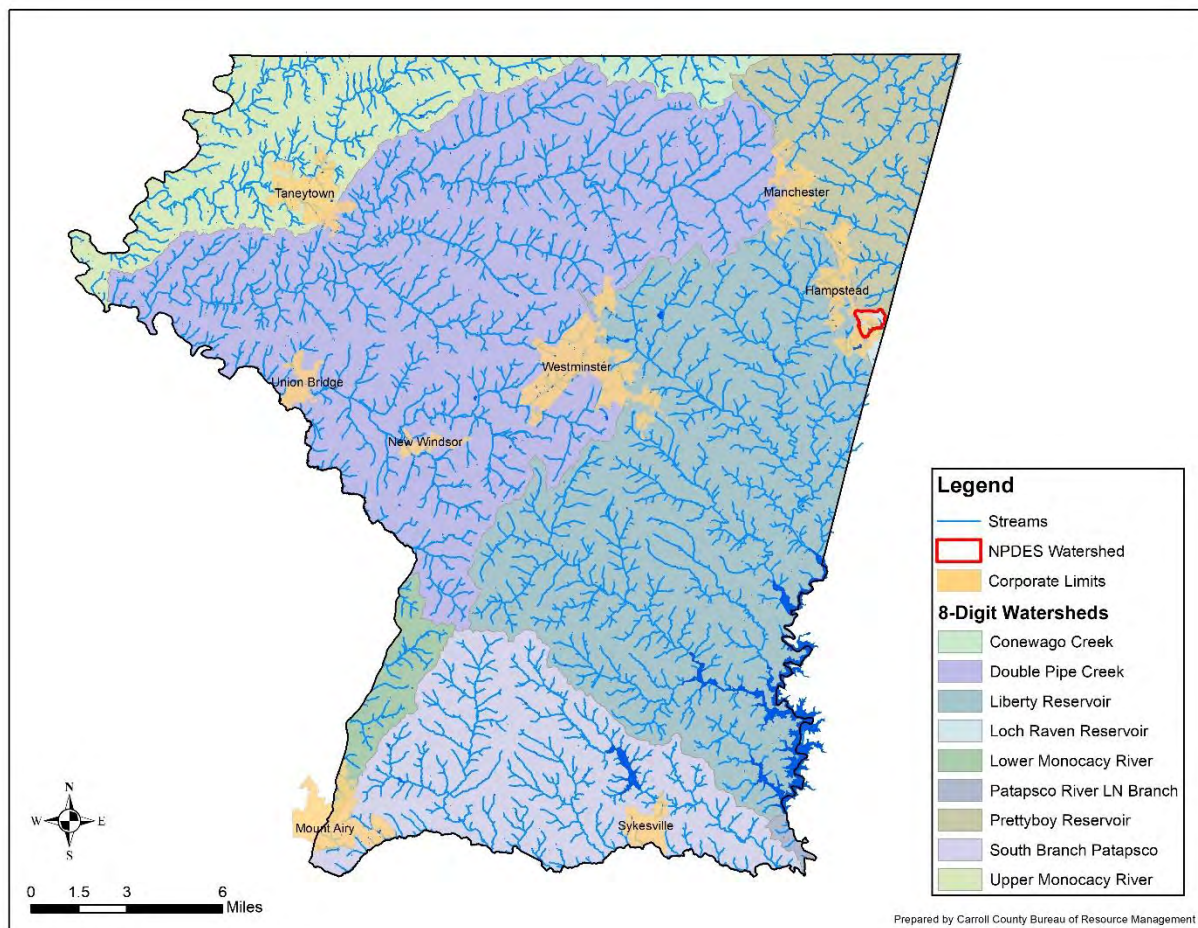 Taneytown
Manchester
Hampstead
Westminster
Union Bridge
New Windsor
Mount Airy
Sykesville
N
W
E
S
0 1.5 3 6
Miles
Legend
Streams
NPDES Watershed
Corporate Limits
8-Digit Watersheds
Conewago Creek
Double Pipe Creek
Liberty Reservoir
Loch Raven Reservoir
Lower Monocacy River
Patapsco River LN Branch
Prettyboy Reservoir
South Branch Patapsco
Upper Monocacy River
Prepared by Carroll County Bureau of Resource Management